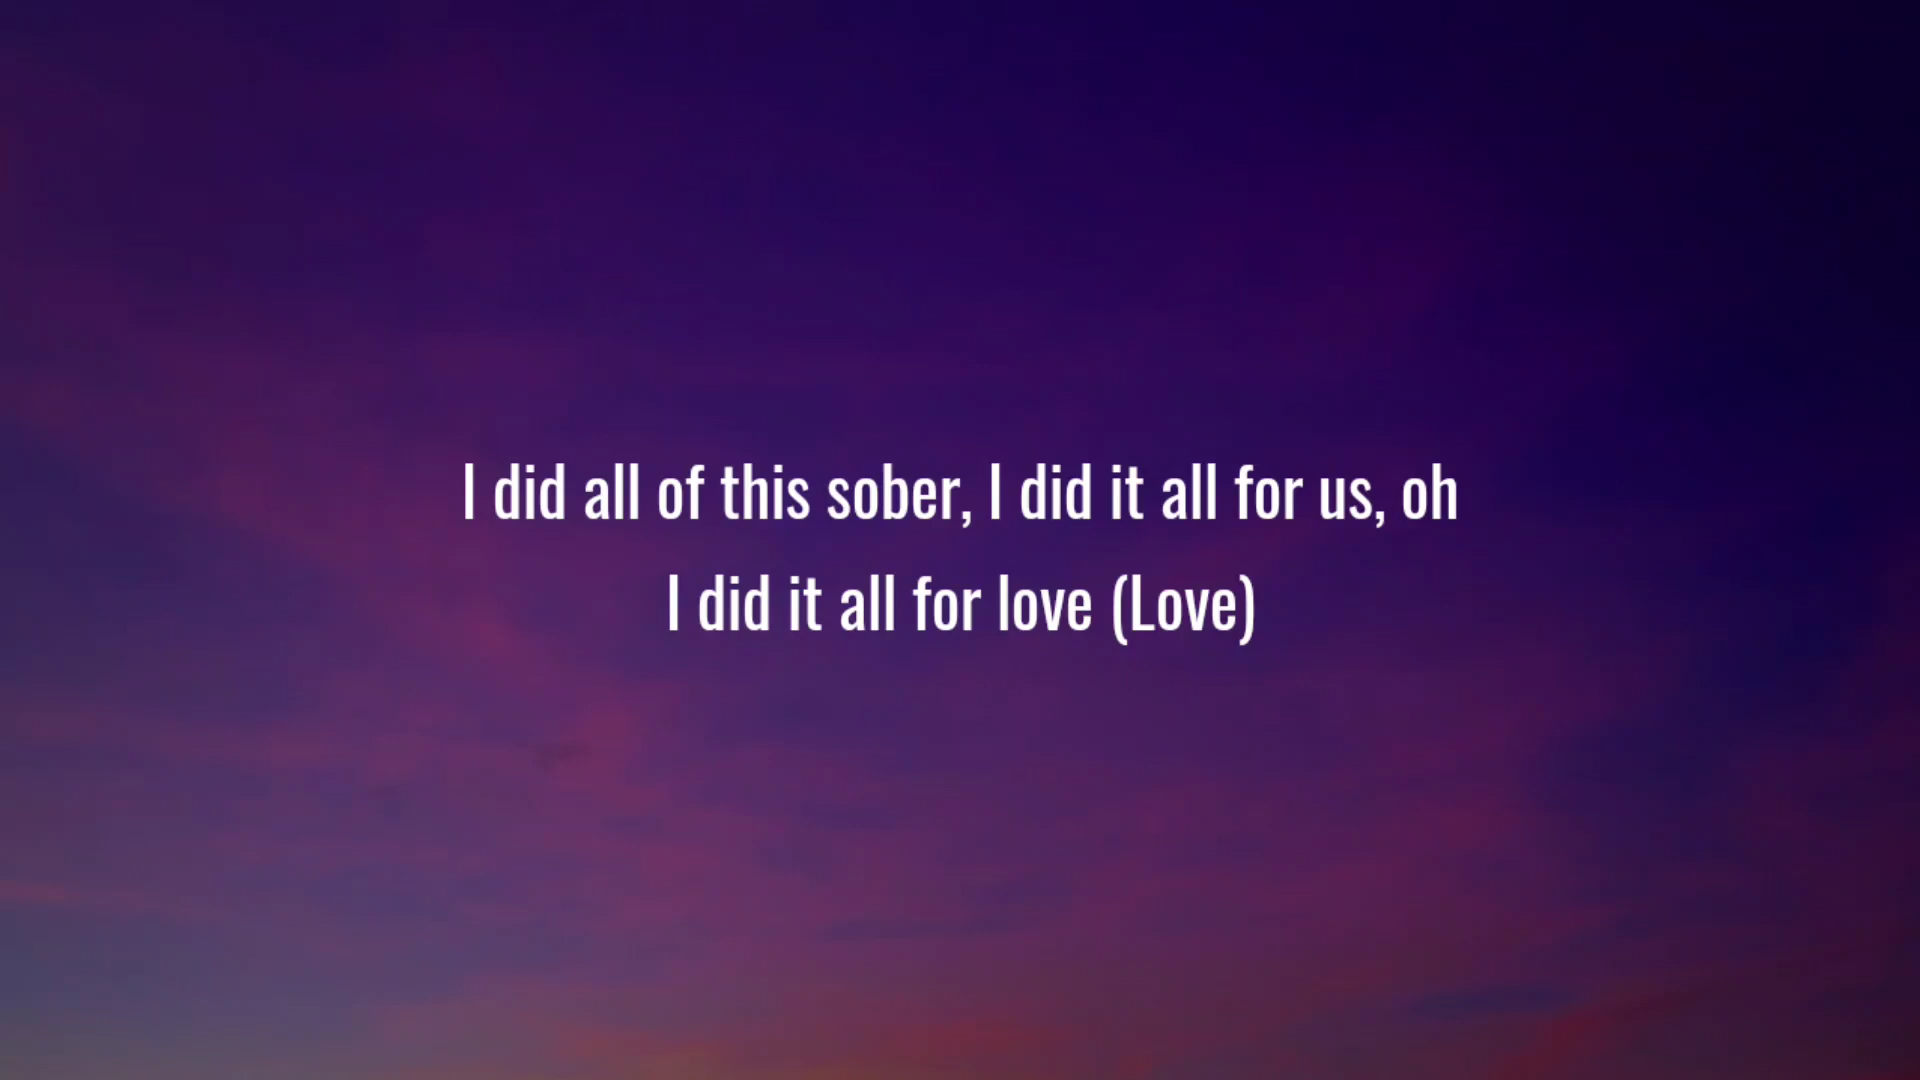 I did all of this sober, I did it all for us, oh
I did it all for love (Love)